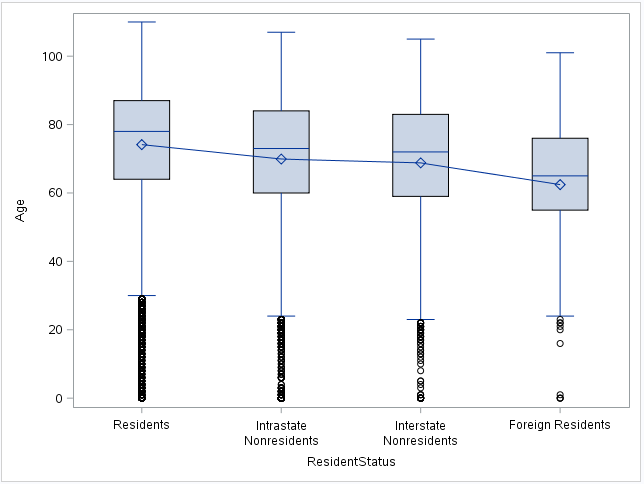 100
80
60
40
20
0
Age
Residents
Intrastate
Nonresidents
Interstate
Nonresidents
Foreign Residents
ResidentStatus